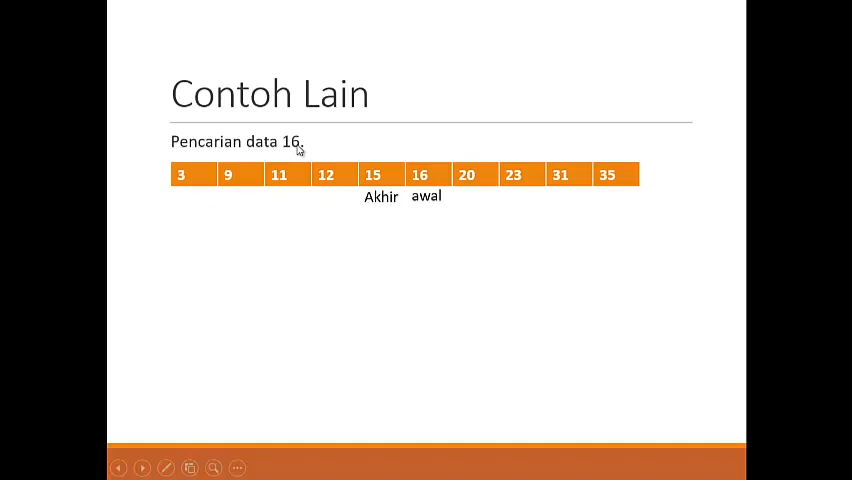 Contoh Lain
Pencarian data 16.
3 9 11 12 15 16 20 23 31 35
Akhir awal